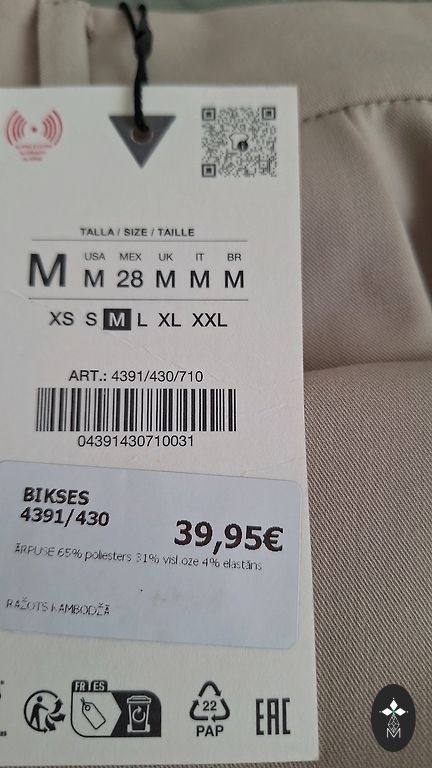 TALLA / SIZE / TAILLE
USA MEX UK IT BR
M M 28 M M M
XS S M L XL XXL
ART.: 4391/430/710
04391430710031
BIKSES
4391/430
39,95€
ĀRPUSE 65% poliesters 31% viskoze 4% elastāns
RAŽOTS KAMBODŽĀ
FR ES
22
PAP
EAC
M